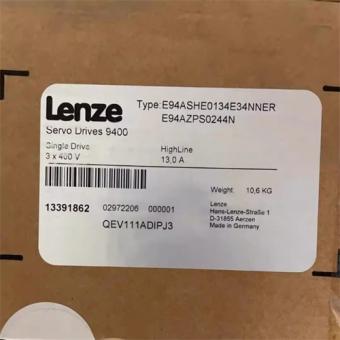 Lenze
Type:E94ASHE0134E34NNER
E94AZPS0244N
Servo Drives 9400
Single Drive
HighLine
3 x 400 V
13,0 A
Weight: 10,6 KG
13391862 02972206 000001
Lenze
Hans-Lenze-Straße 1
D-31855 Aerzen
Made in Germany
QEV111ADIPJ3